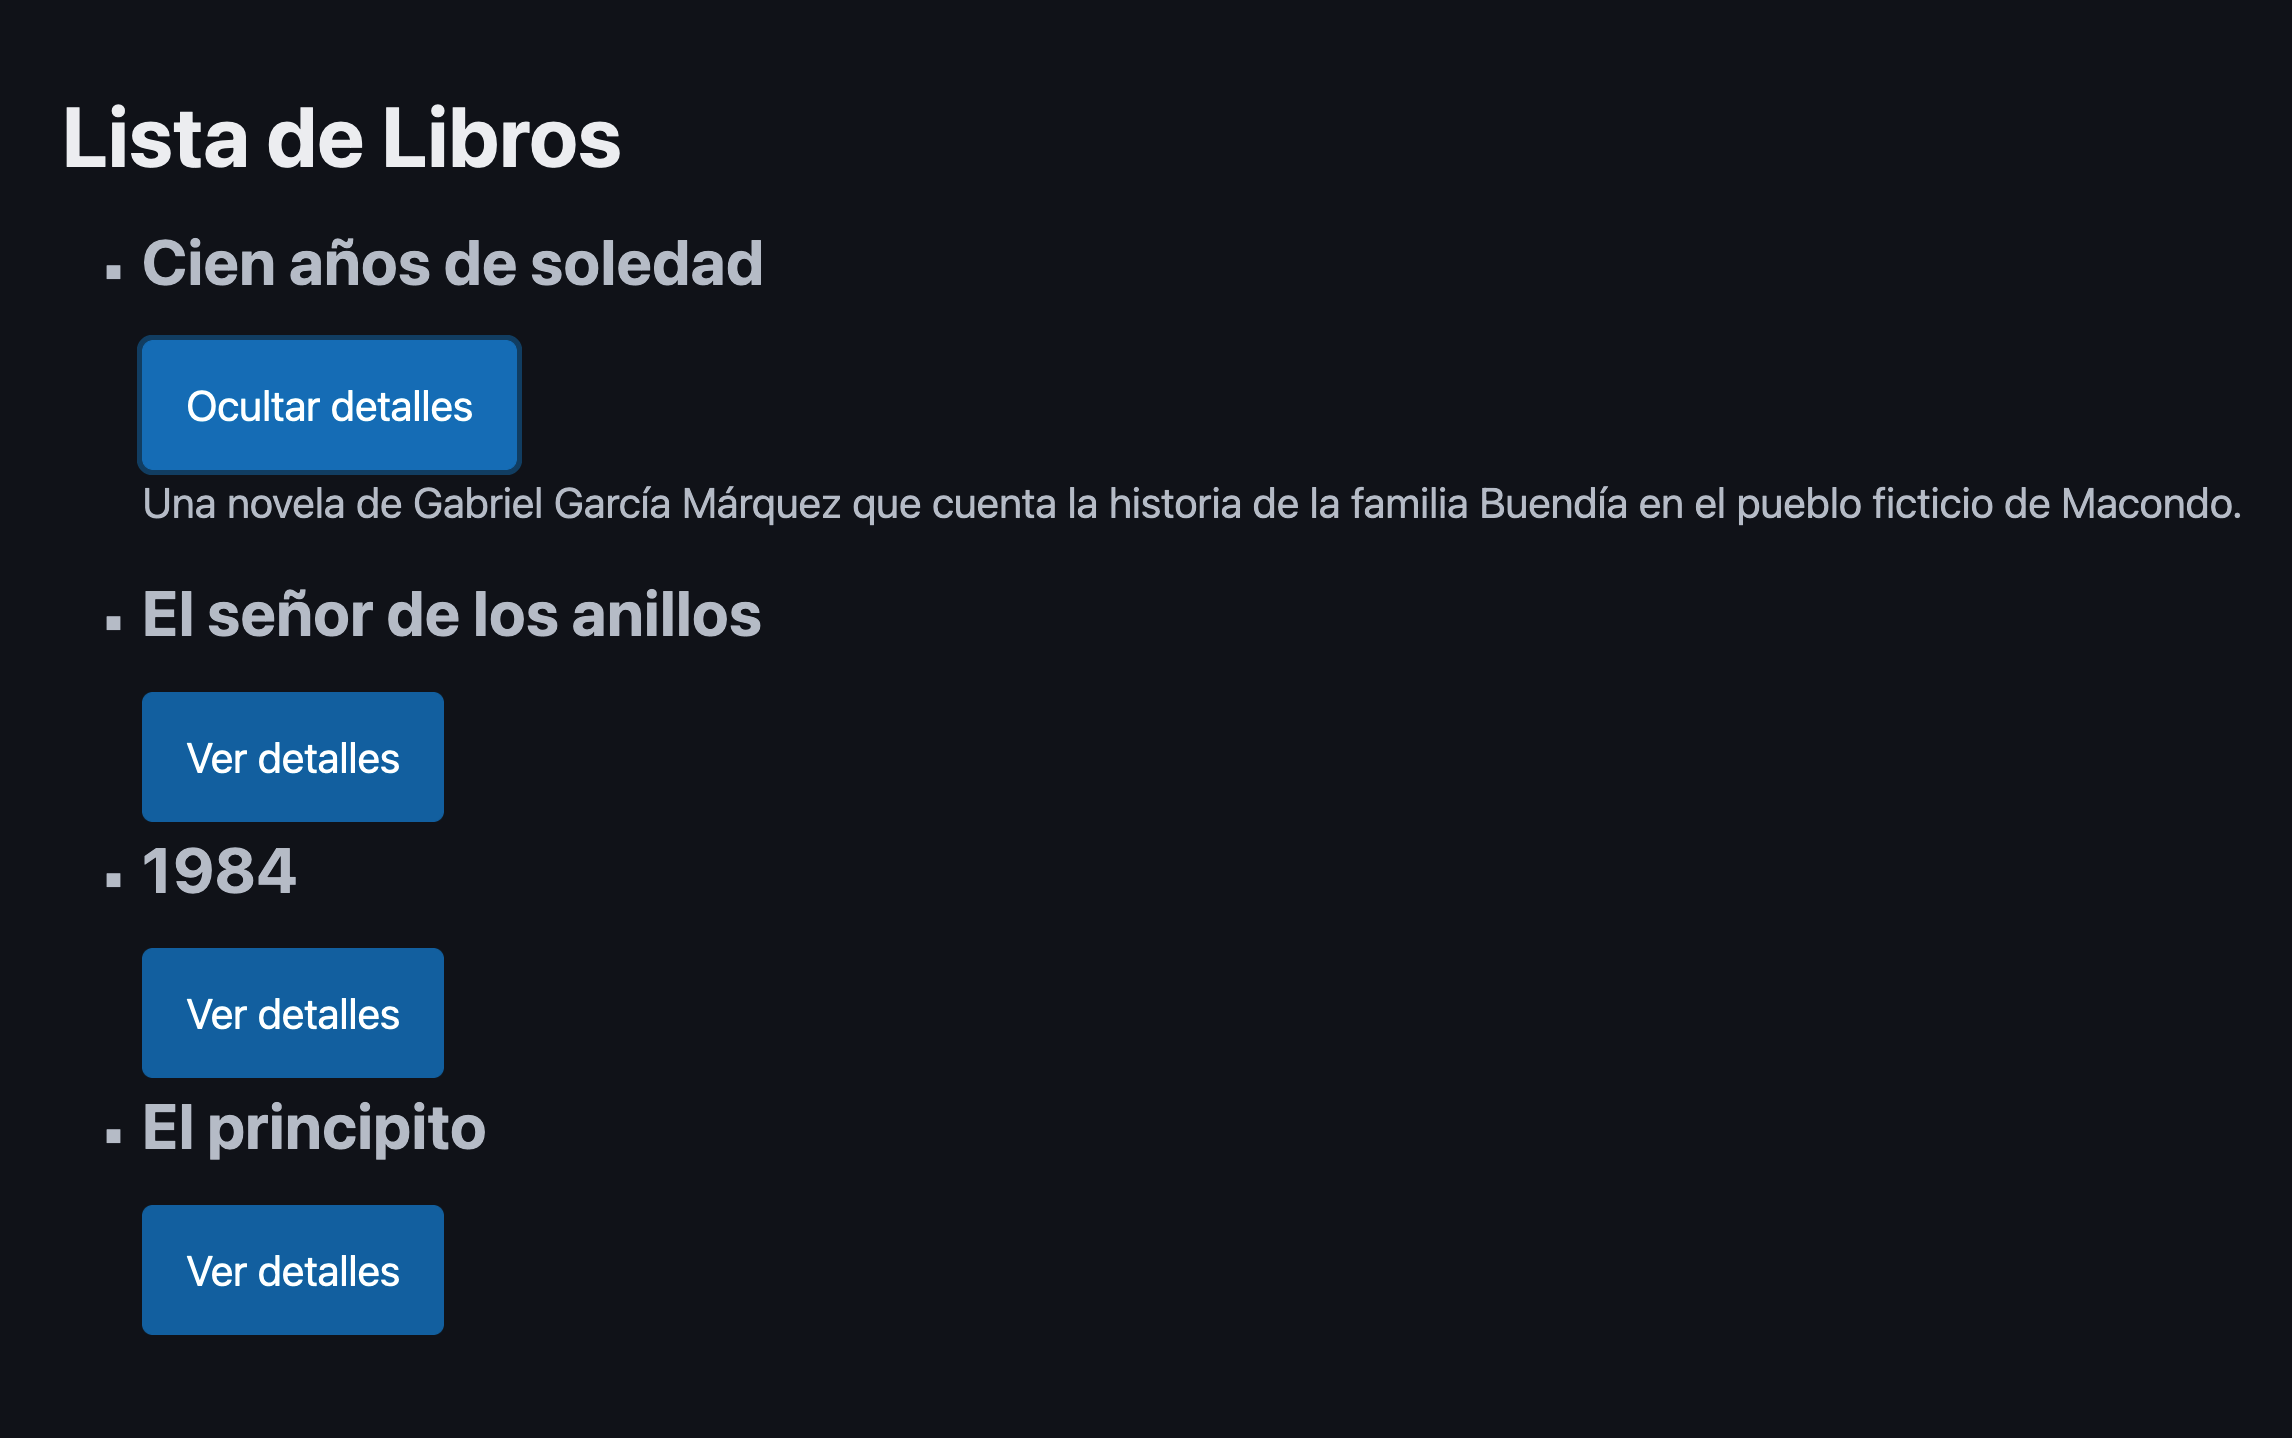 Lista de Libros
Cien años de soledad
Ocultar detalles
Una novela de Gabriel García Márquez que cuenta la historia de la familia Buendía en el pueblo ficticio de Macondo.
El señor de los anillos
Ver detalles
1984
Ver detalles
El principito
Ver detalles